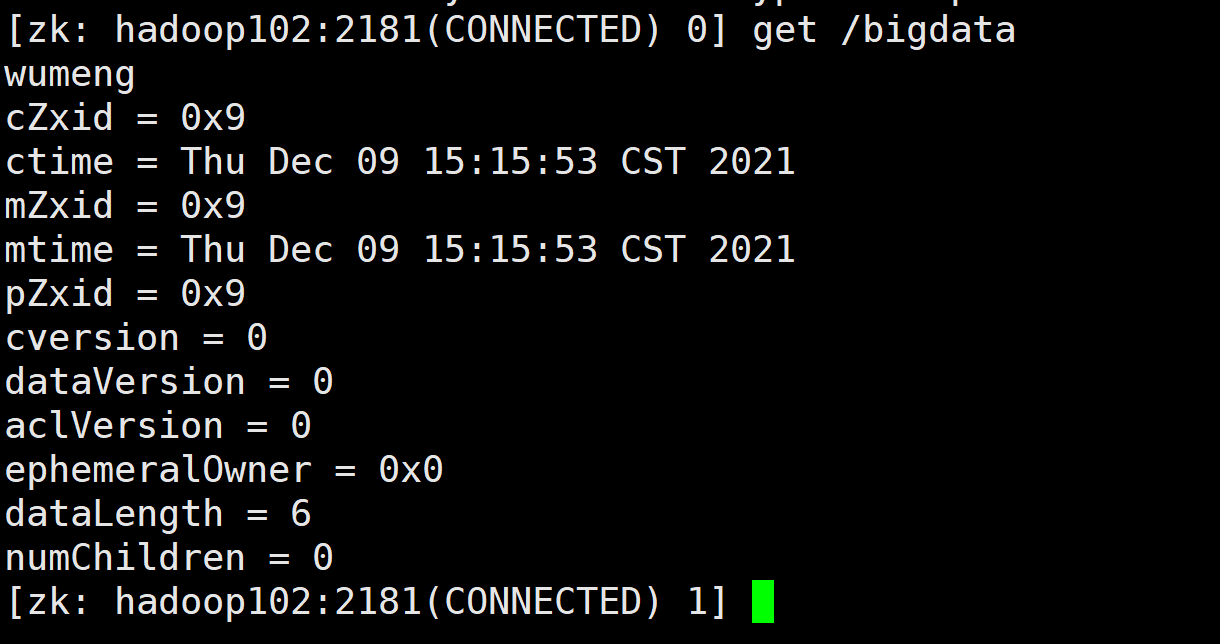 [zk: hadoop102:2181(CONNECTED) 0] get /bigdata
wumeng
cZxid = 0x9
ctime = Thu Dec 09 15:15:53 CST 2021
mZxid = 0x9
mtime = Thu Dec 09 15:15:53 CST 2021
pZxid = 0x9
cversion = 0
dataVersion = 0
aclVersion = 0
ephemeralOwner = 0x0
dataLength = 6
numChildren = 0
[zk: hadoop102:2181(CONNECTED) 1]